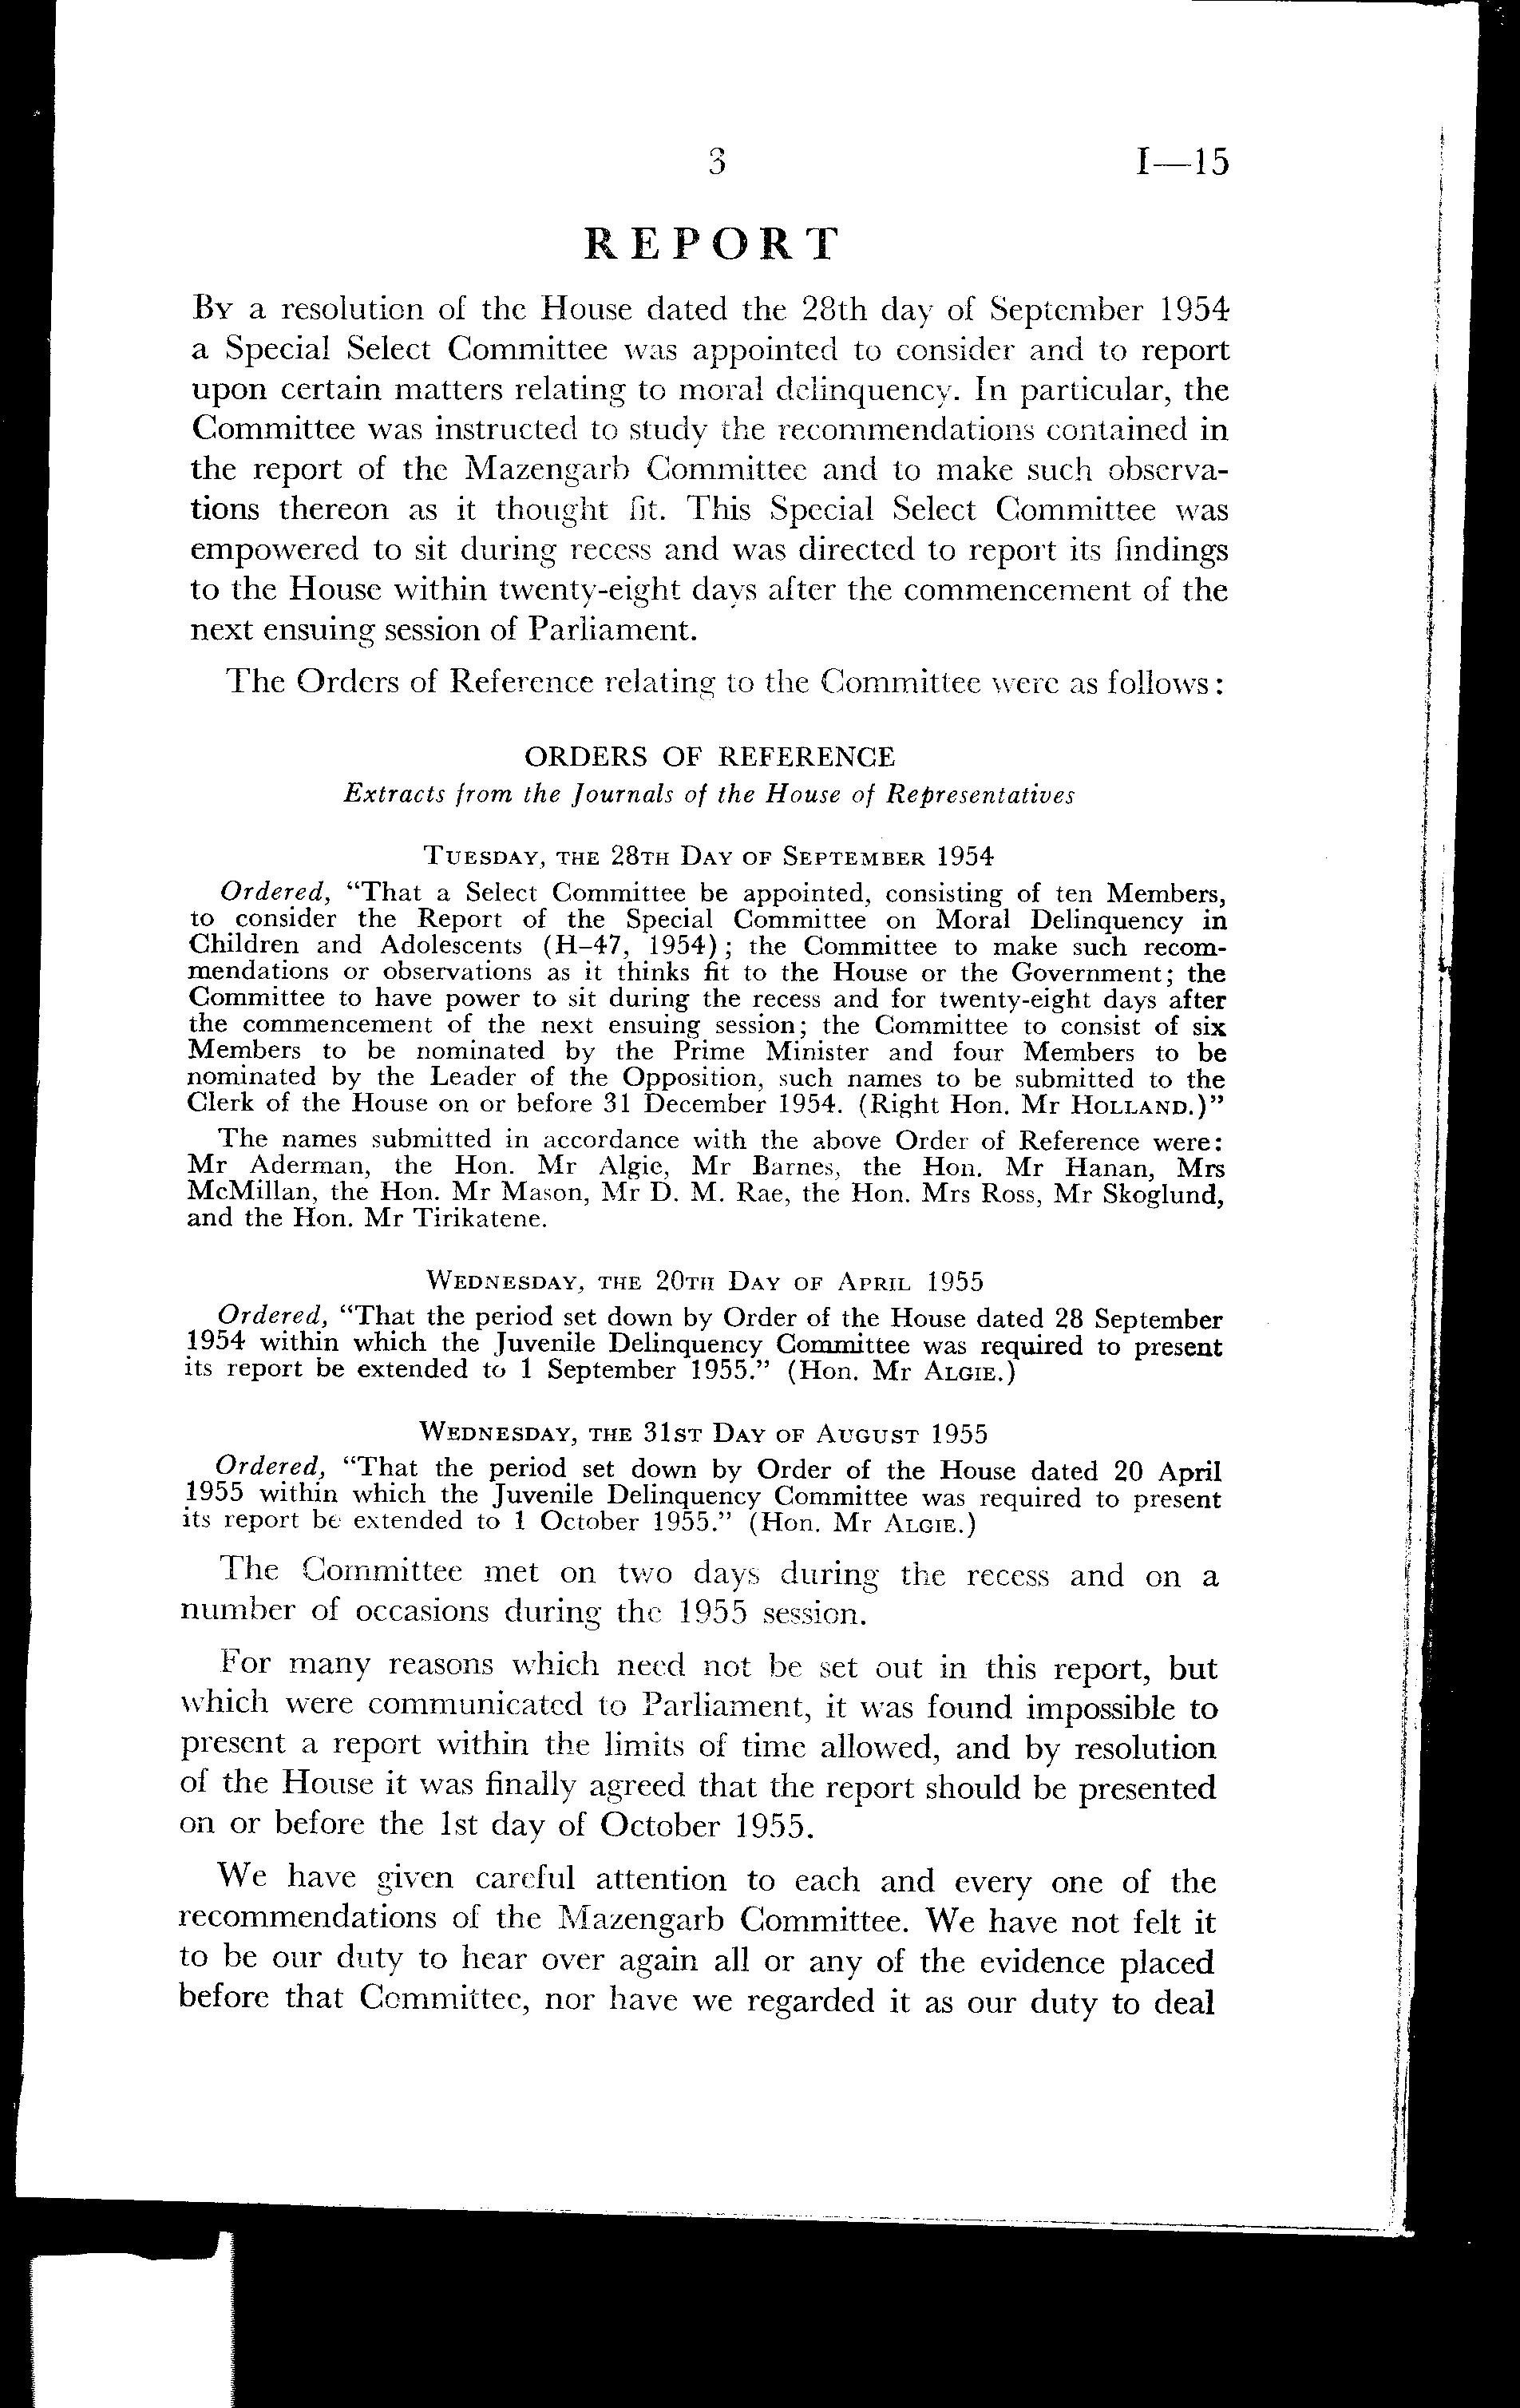 3
I—15
REPORT
By a resolution of the House dated the 28th day of September 1954
a Special Select Committee was appointed to consider and to report
upon certain matters relating to moral delinquency. In particular, the
Committee was instructed to study the recommendations contained in
the report of the Mazengarb Committee and to make such observa-
tions thereon as it thought fit. This Special Select Committee was
empowered to sit during recess and was directed to report its findings
to the House within twenty-eight days after the commencement of the
next ensuing session of Parliament.
The Orders of Reference relating to the Committee were as follows:
ORDERS OF REFERENCE
Extracts from the Journals of the House of Representatives
Tuesday, the 28th Day of September 1954
Ordered, “That a Select Committee be appointed, consisting of ten Members,
to consider the Report of the Special Committee on Moral Delinquency in
Children and Adolescents (H–47, 1954); the Committee to make such recom-
mendations or observations as it thinks fit to the House or the Government; the
Committee to have power to sit during the recess and for twenty-eight days after
the commencement of the next ensuing session; the Committee to consist of six
Members to be nominated by the Prime Minister and four Members to be
nominated by the Leader of the Opposition, such names to be submitted to the
Clerk of the House on or before 31 December 1954. (Right Hon. Mr Holland.)”
The names submitted in accordance with the above Order of Reference were:
Mr Aderman, the Hon. Mr Algie, Mr Barnes, the Hon. Mr Hanan, Mrs
McMillan, the Hon. Mr Mason, Mr D. M. Rae, the Hon. Mrs Ross, Mr Skoglund,
and the Hon. Mr Tirikatene.
Wednesday, the 20th Day of April 1955
Ordered, “That the period set down by Order of the House dated 28 September
1954 within which the Juvenile Delinquency Committee was required to present
its report be extended to 1 September 1955.” (Hon. Mr Algie.)
Wednesday, the 31st Day of August 1955
Ordered, “That the period set down by Order of the House dated 20 April
1955 within which the Juvenile Delinquency Committee was required to present
its report be extended to 1 October 1955.” (Hon. Mr Algie.)
The Committee met on two days during the recess and on a
number of occasions during the 1955 session.
For many reasons which need not be set out in this report, but
which were communicated to Parliament, it was found impossible to
present a report within the limits of time allowed, and by resolution
of the House it was finally agreed that the report should be presented
on or before the 1st day of October 1955.
We have given careful attention to each and every one of the
recommendations of the Mazengarb Committee. We have not felt it
to be our duty to hear over again all or any of the evidence placed
before that Committee, nor have we regarded it as our duty to deal